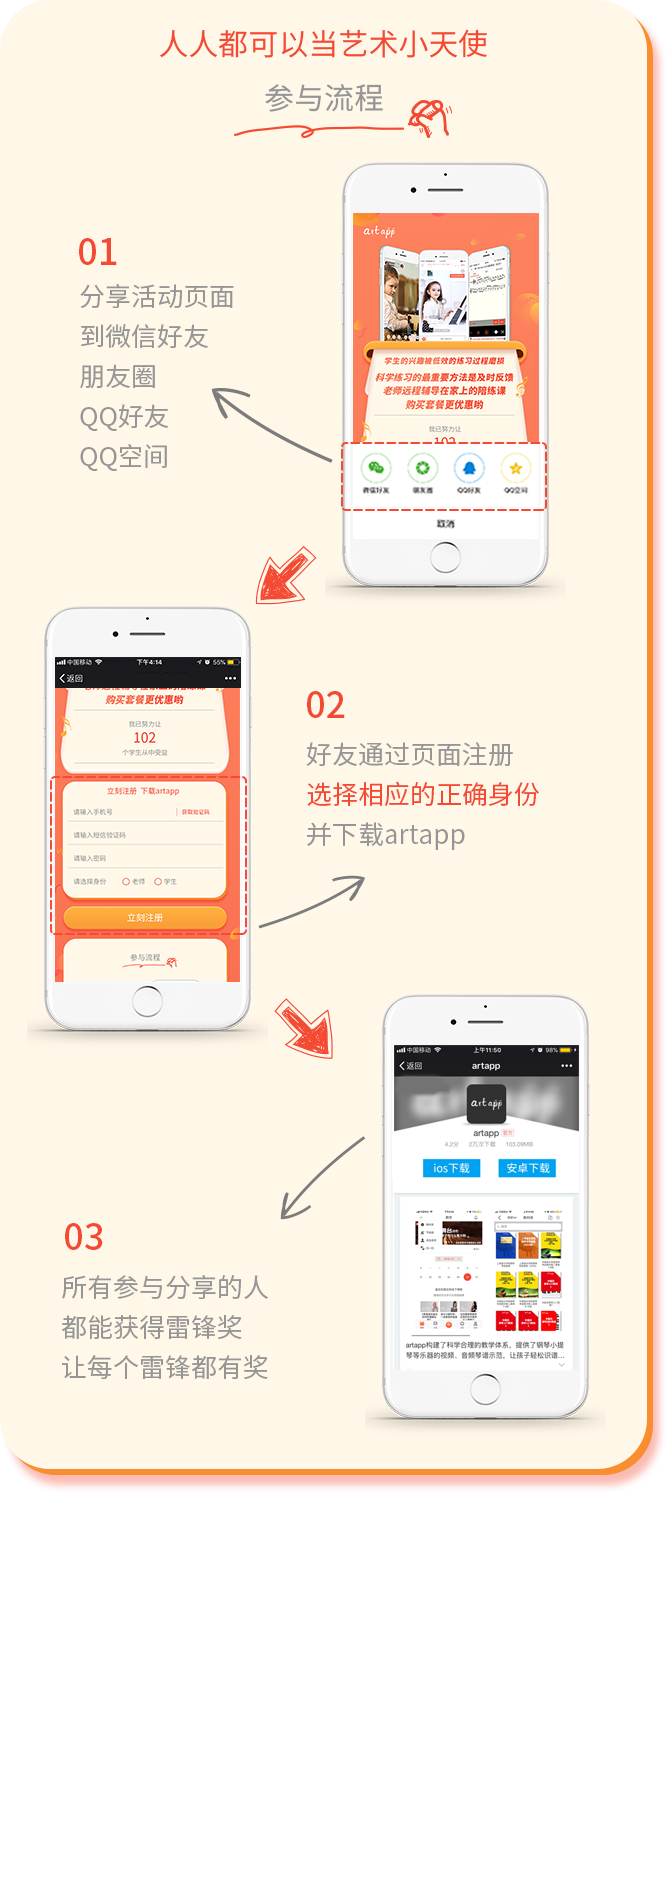 人人都可以当艺术小天使
参与流程
01
分享活动页面
到微信好友
朋友圈
QQ好友
QQ空间
artapp
学生的兴趣被低效的练习过程磨损
科学练习的最重要方法是及时反馈
老师远程辅导在家上的陪练课
购买套餐更优惠哟
我已努力让
102
微信好友 朋友圈 QQ好友 QQ空间
取消
中国移动 下午4:14 55%
返回
购买套餐更优惠哟
我已努力让
102
个学生从中受益
立刻注册 下载artapp
请输入手机号 获取验证码
请输入短信验证码
请输入密码
请选择身份 老师 学生
立刻注册
参与流程
02
好友通过页面注册
选择相应的正确身份
并下载artapp
中国移动 上午11:50 98%
返回 artapp
artapp
artapp 官方
4.2分 2万次下载 103.09MB
ios下载 安卓下载
artapp构建了科学合理的教学体系，提供了钢琴小提
琴等乐器的视频、音频琴谱示范，让孩子轻松识谱...
03
所有参与分享的人
都能获得雷锋奖
让每个雷锋都有奖